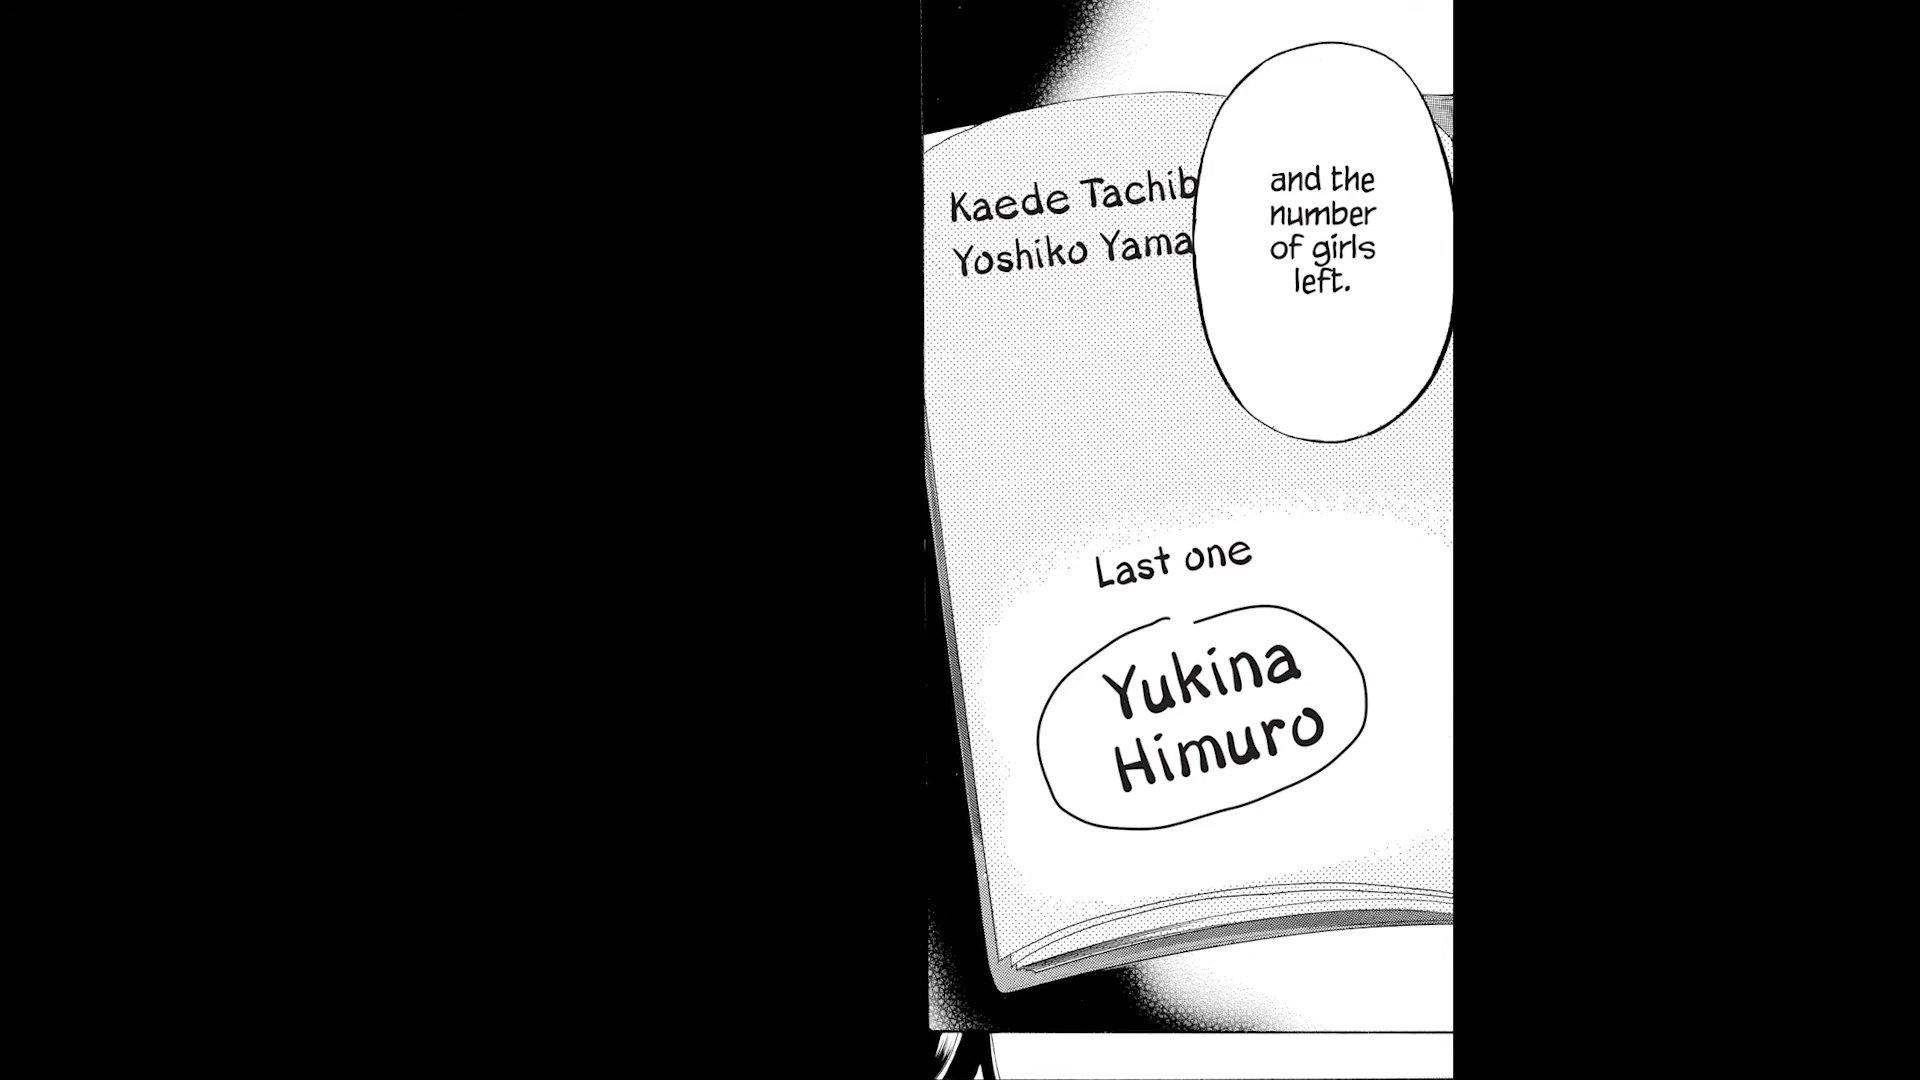 and the
number
of girls
left.
Kaede Tachib
Yoshiko Yama
Last one
Yukina
Himuro